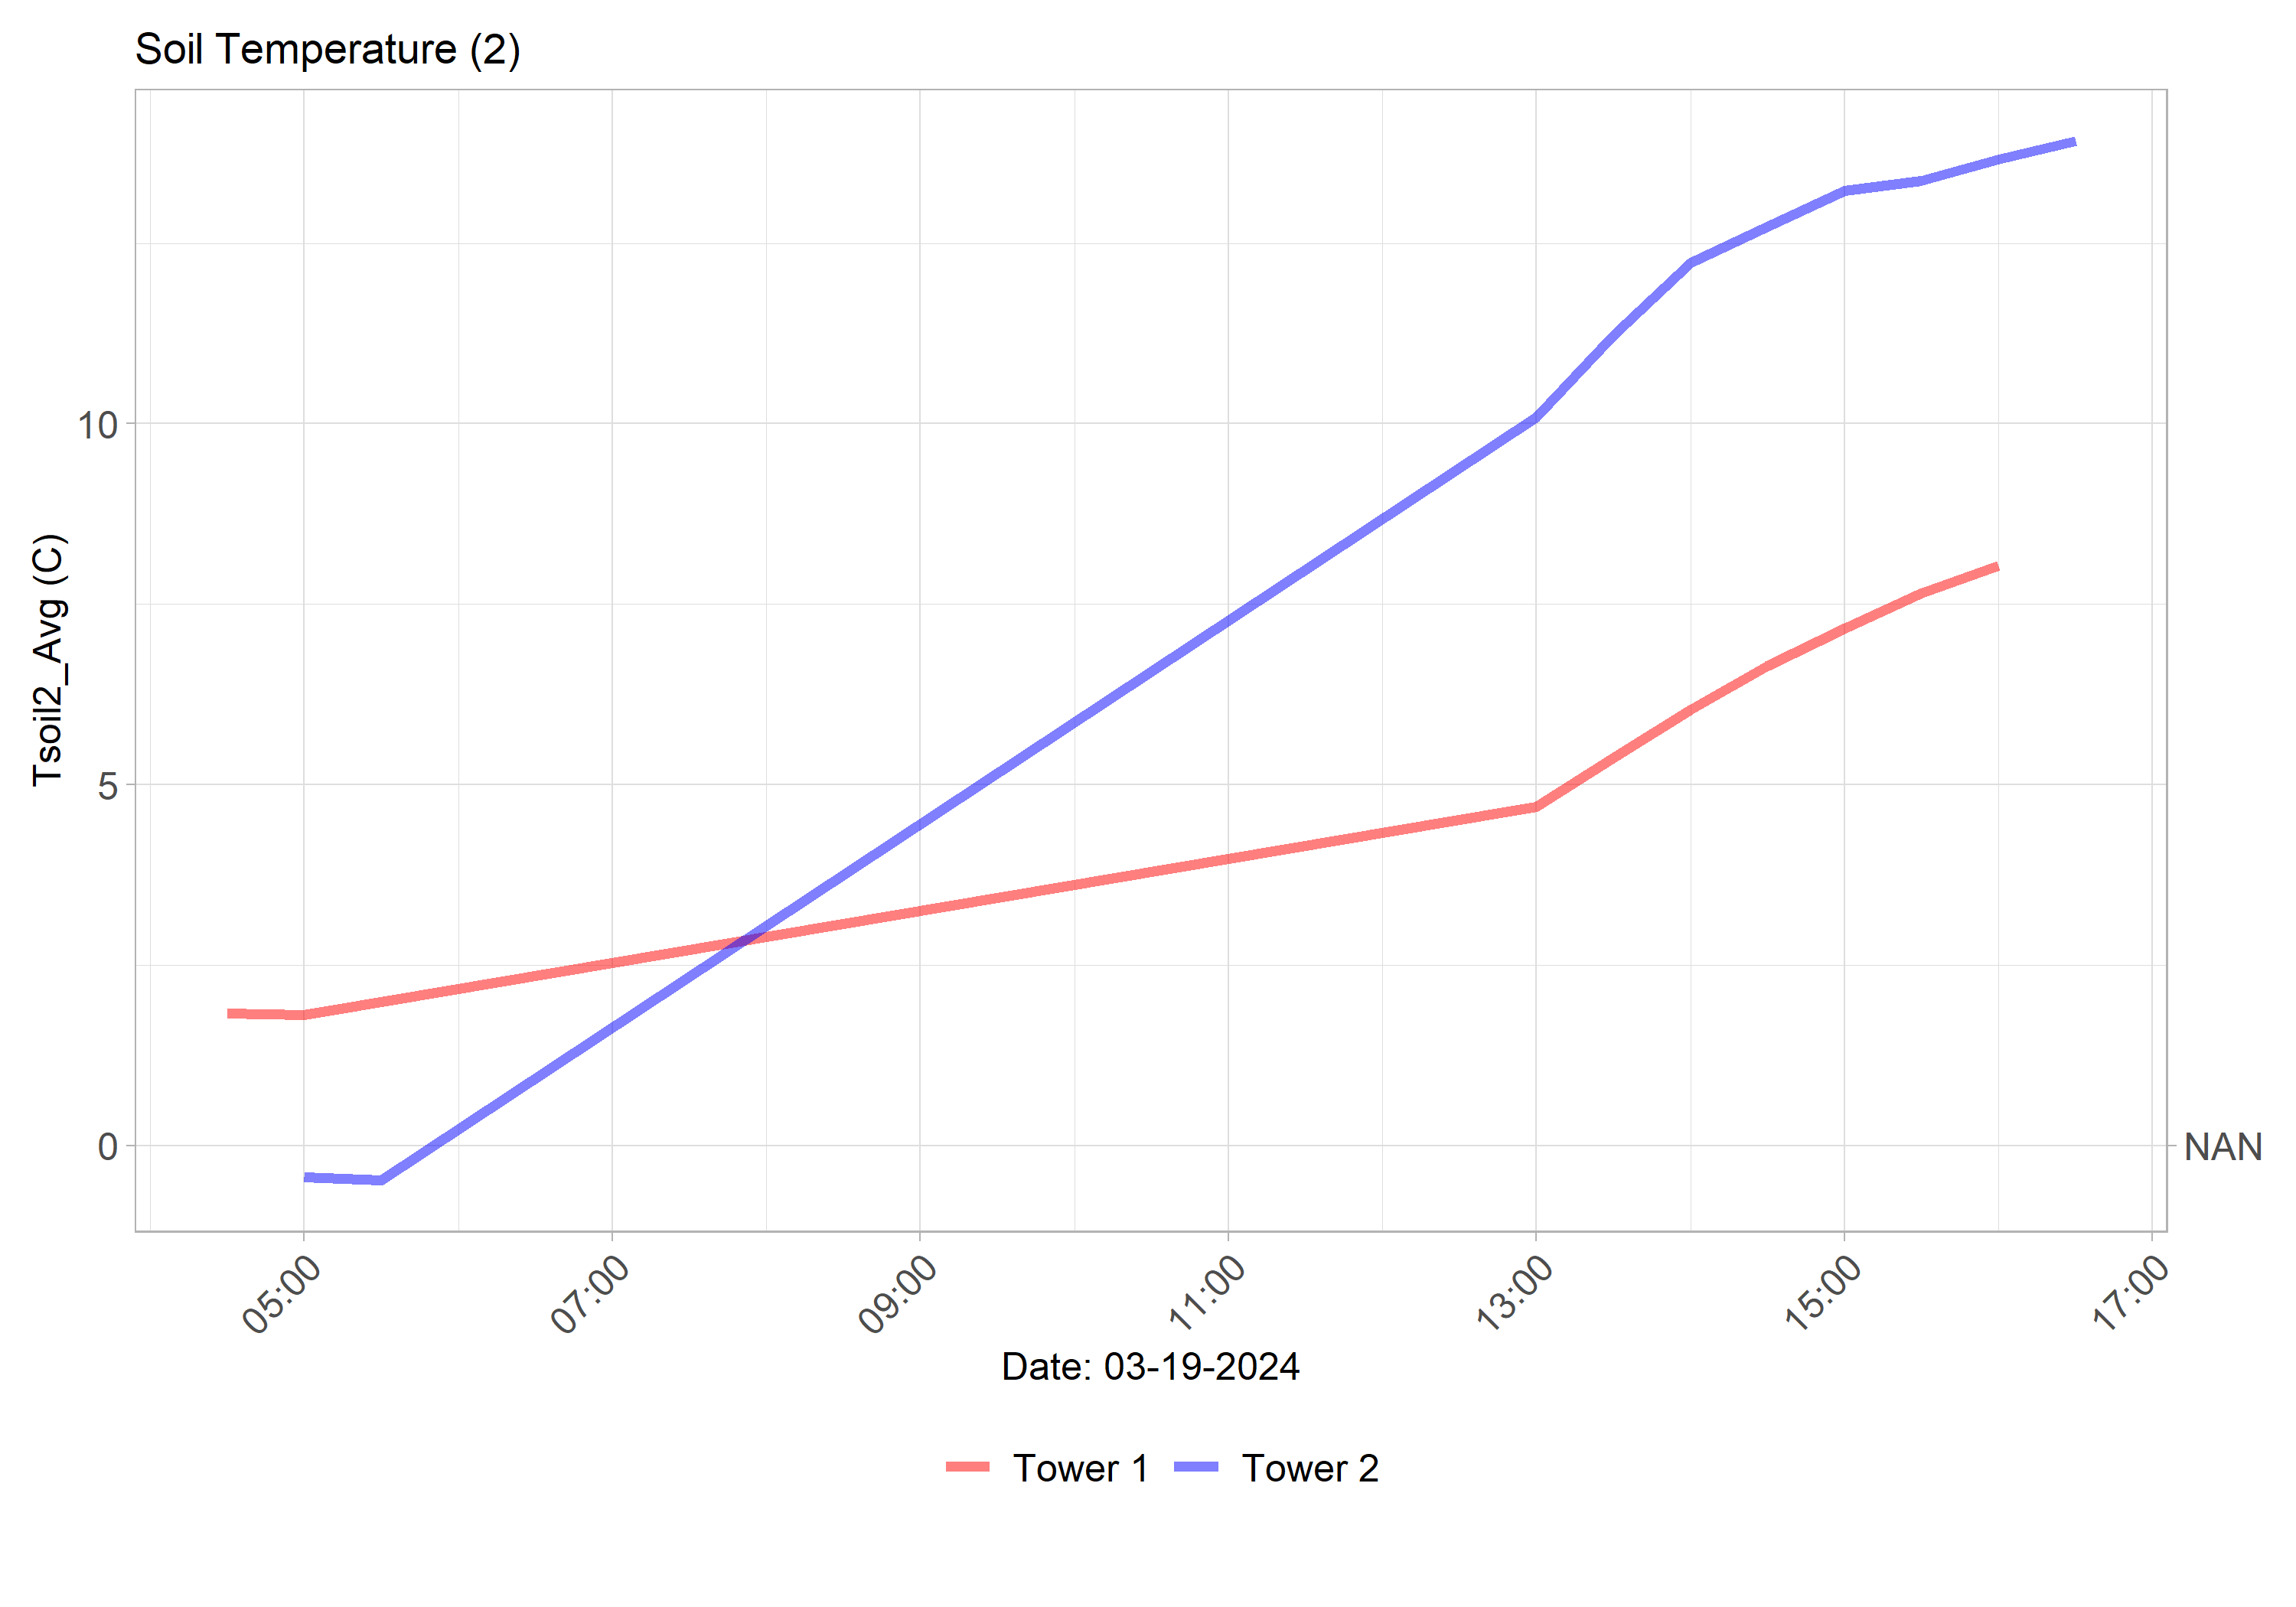 Soil Temperature (2)
Tsoil2_Avg (C)
10
5
0
NAN
05:00
07:00
09:00
11:00
13:00
15:00
17:00
Date: 03-19-2024
Tower 1
Tower 2